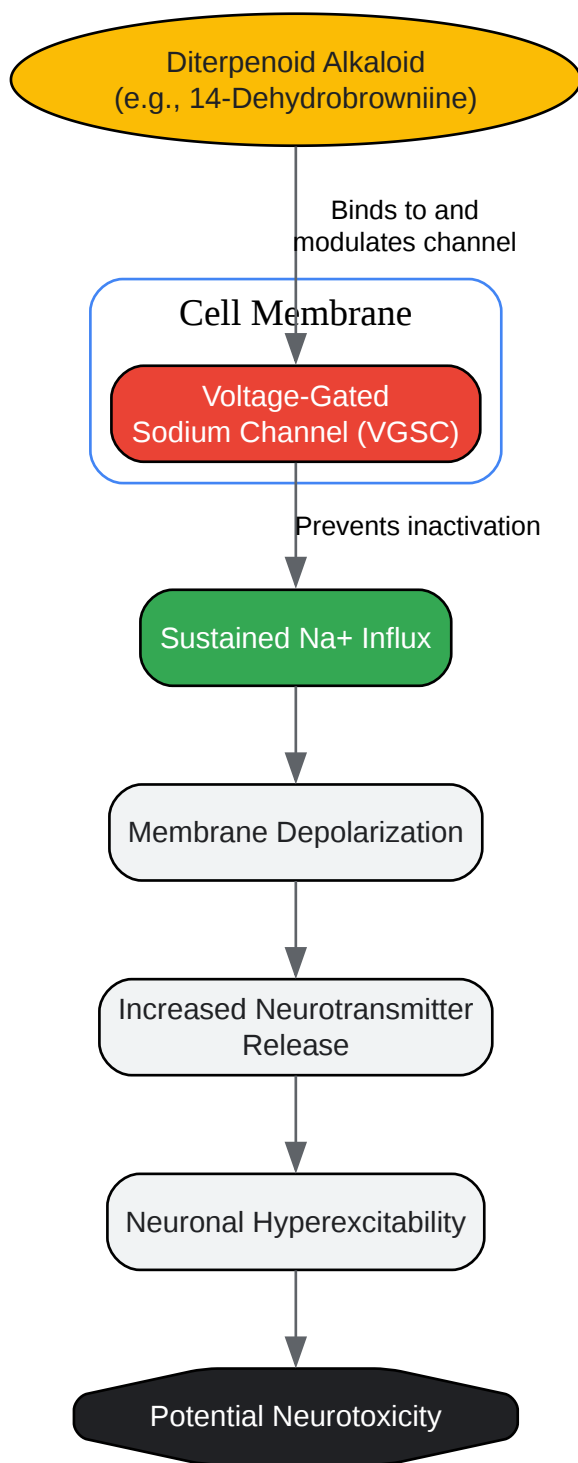 Diterpenoid Alkaloid
(e.g., 14-Dehydrobrowniine)
Binds to and
modulates channel
Cell Membrane
Voltage-Gated
Sodium Channel (VGSC)
Prevents inactivation
Sustained Na+ Influx
Membrane Depolarization
Increased Neurotransmitter
Release
Neuronal Hyperexcitability
Potential Neurotoxicity